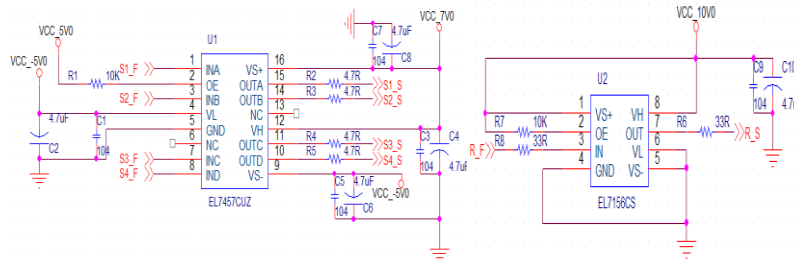 VCC_5V0
VCC_-5V0
R1
10K
S1_F
S2_F
S3_F
S4_F
4.7uF
C1
C2
104
U1
1
2
3
4
5
6
7
8
INA
OE
INB
VL
GND
NC
INC
IND
VS+
OUTA
OUTB
NC
VH
OUTC
OUTD
VS-
16
15
14
13
12
11
10
9
EL7457CUZ
C7
4.7uF
104
C8
VCC_7V0
R2
4.7R
S1_S
R3
4.7R
S2_S
R4
4.7R
S3_S
R5
4.7R
S4_S
C3
104
C4
4.7uF
C5
104
4.7uF
C6
VCC_-5V0
VCC_10V0
U2
R7
10K
R8
33R
R_F
1
2
3
4
VS+
OE
IN
GND
VH
OUT
VL
VS-
8
7
6
5
EL7156CS
R6
33R
R_S
C9
104
C10
4.7u